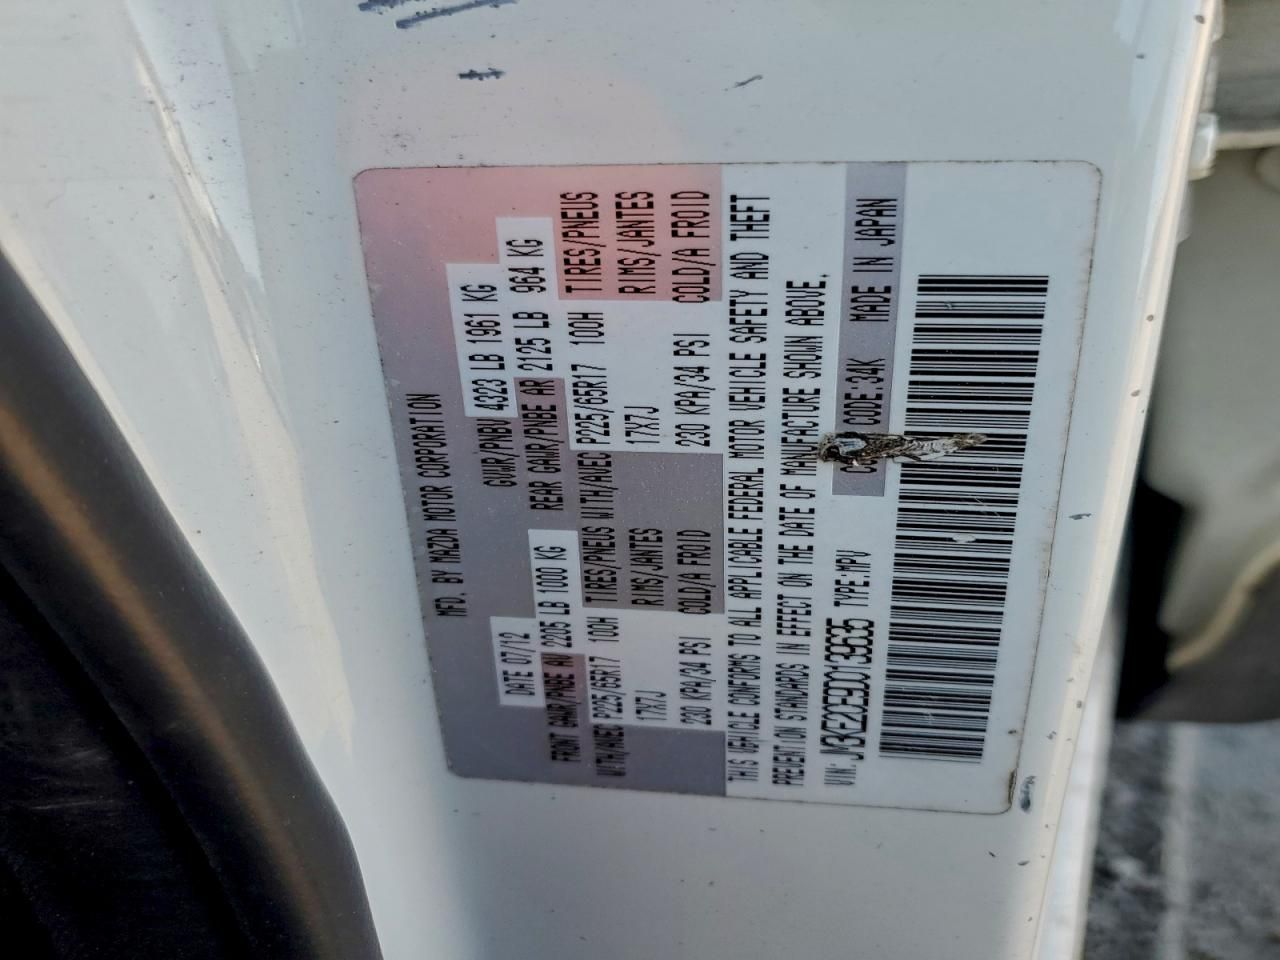 MFD. BY MAZDA MOTOR CORPORATION
DATE 07/12 GVWR/PNBV 4323 LB 1961 KG
FRONT GAWR/PNBE AV 2205 LB 1000 KG REAR GAWR/PNBE AR 2125 LB 964 KG
WITH/AVEC P225/65R17 100H TIRES/PNEUS WITH/AVEC P225/65R17 100H TIRES/PNEUS
17X7J RIMS/JANTES 17X7J RIMS/JANTES
230 KPA/34 PSI COLD/A FROID 230 KPA/34 PSI COLD/A FROID
THIS VEHICLE CONFORMS TO ALL APPLICABLE FEDERAL MOTOR VEHICLE SAFETY AND THEFT
PREVENTION STANDARDS IN EFFECT ON THE DATE OF MANUFACTURE SHOWN ABOVE.
VIN: JM3KE2CE9D0139635 TYPE:MPV CODE:34K MADE IN JAPAN